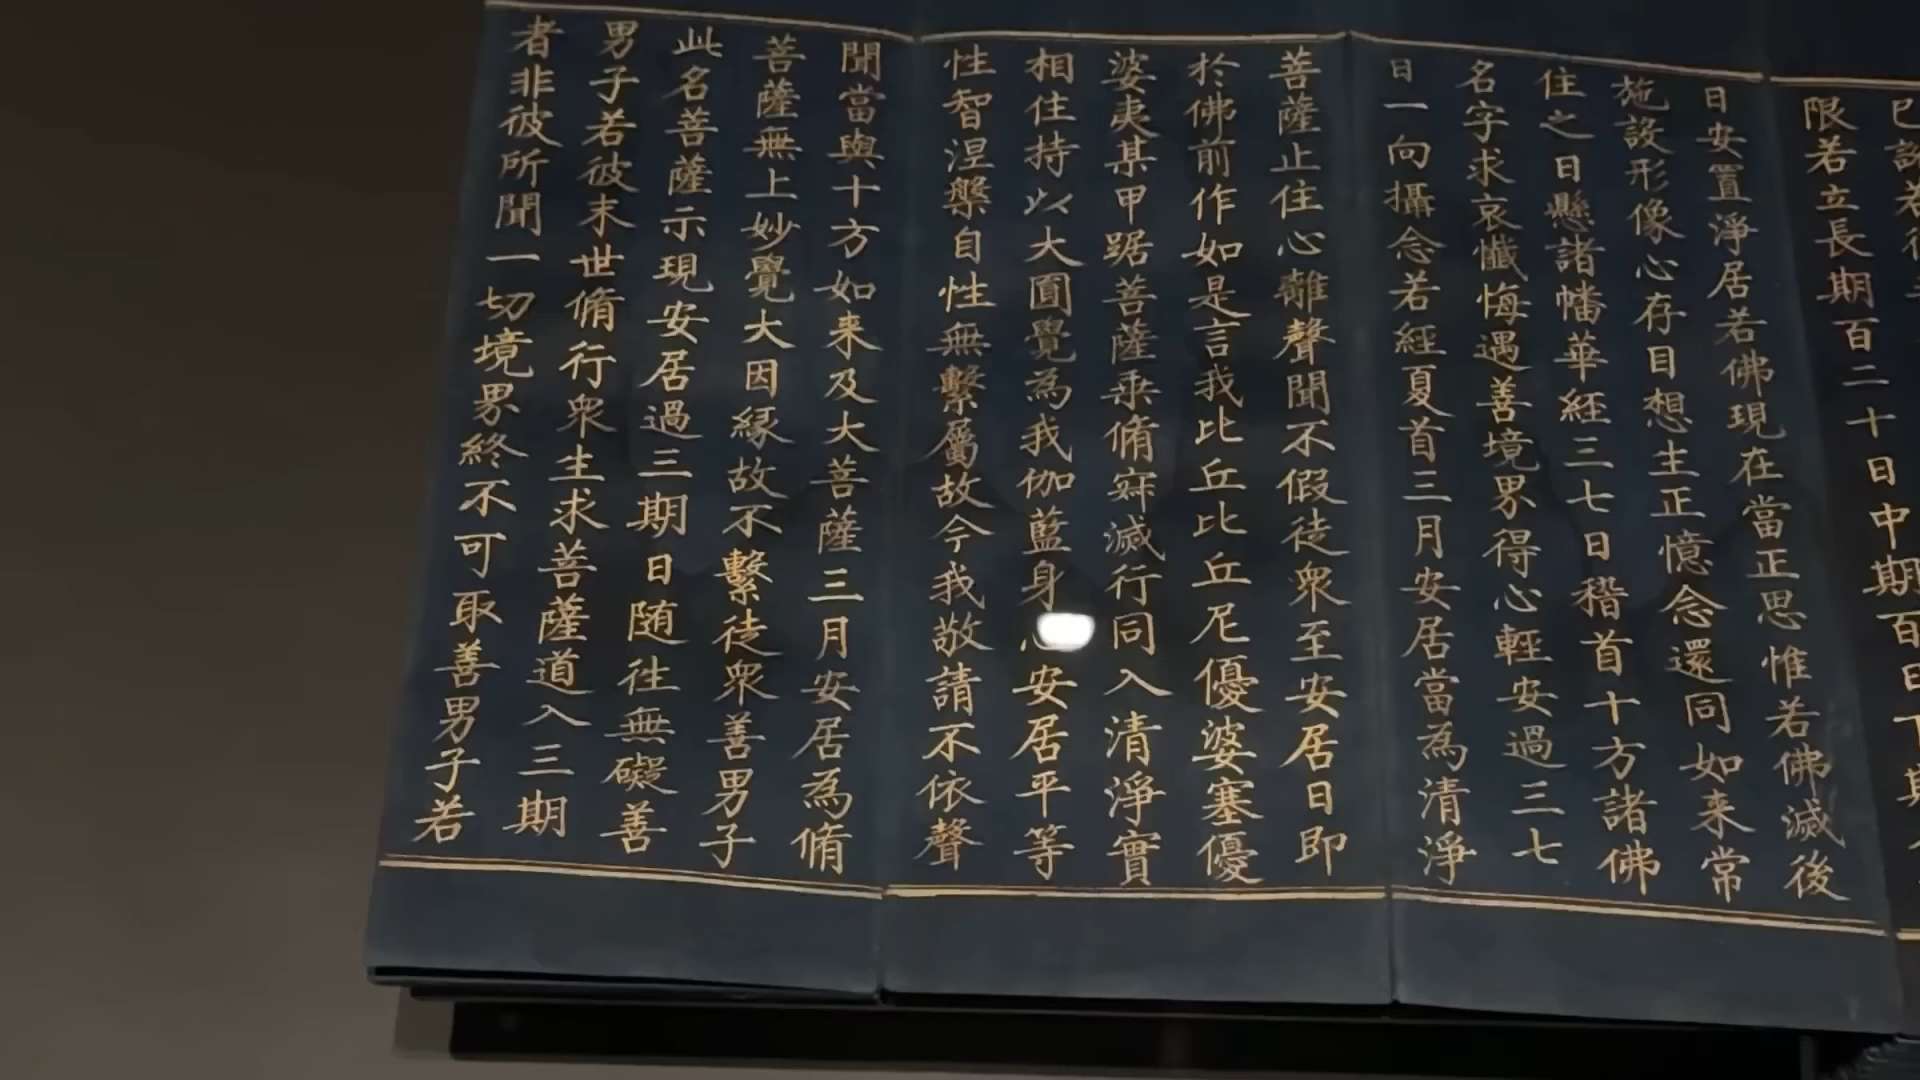 限若立長期百二十日中期百日下期
日安置淨居若佛現在當正思惟若佛滅後
施設形像心存目想生正憶念還同如来常
住之日懸諸幡華經三七日稽首十方諸佛
名字求哀懺悔遇善境界得心輕安過三七
日一向攝念若經夏首三月安居當為清淨
菩薩止住心離聲聞不假徒衆至安居日即
於佛前作如是言我比丘比丘尼優婆塞優
婆夷某甲踞菩薩乗脩寂滅行同入清淨實
相住持以大圓覺為我伽藍身心安居平等
性智涅槃自性無繫屬故今我敬請不依聲
聞當與十方如来及大菩薩三月安居為脩
菩薩無上妙覺大因縁故不繫徒衆善男子
此名菩薩示現安居過三期日随往無礙善
男子若彼末世脩行衆生求菩薩道入三期
者非彼所聞一切境界終不可取善男子若